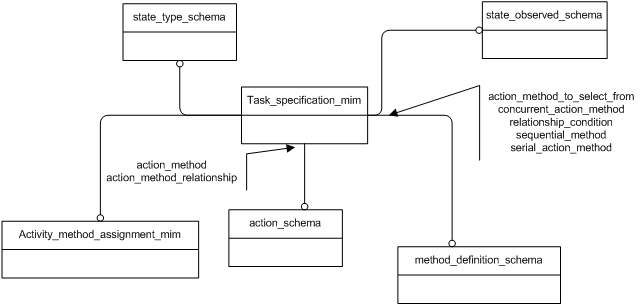 state_type_schema
state_observed_schema
Task_specification_mim
action_method_to_select_from
concurrent_action_method
relationship_condition
sequential_method
serial_action_method
action_method
action_method_relationship
Activity_method_assignment_mim
action_schema
method_definition_schema